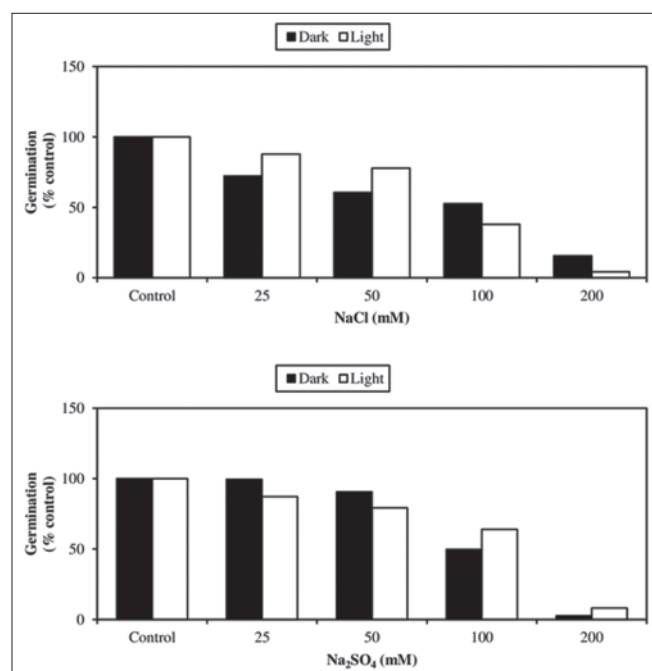 Dark Light
150
100
50
0
Germination
(% control)
Control 25 50 100 200
NaCl (mM)
Dark Light
150
100
50
0
Germination
(% control)
Control 25 50 100 200
Na₂SO₄ (mM)